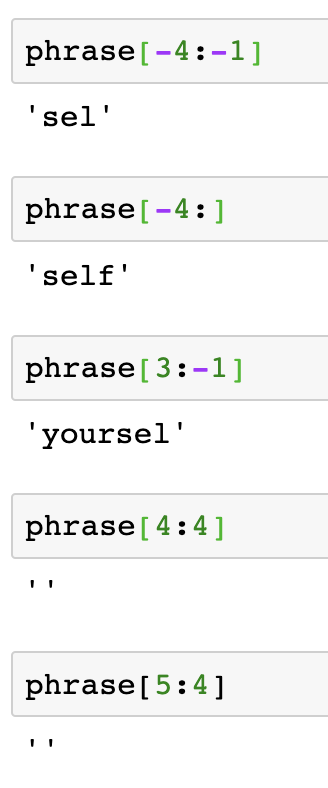 phrase[-4:-1]
'sel'
phrase[-4:]
'self'
phrase[3:-1]
'yoursel'
phrase[4:4]
''
phrase[5:4]
''